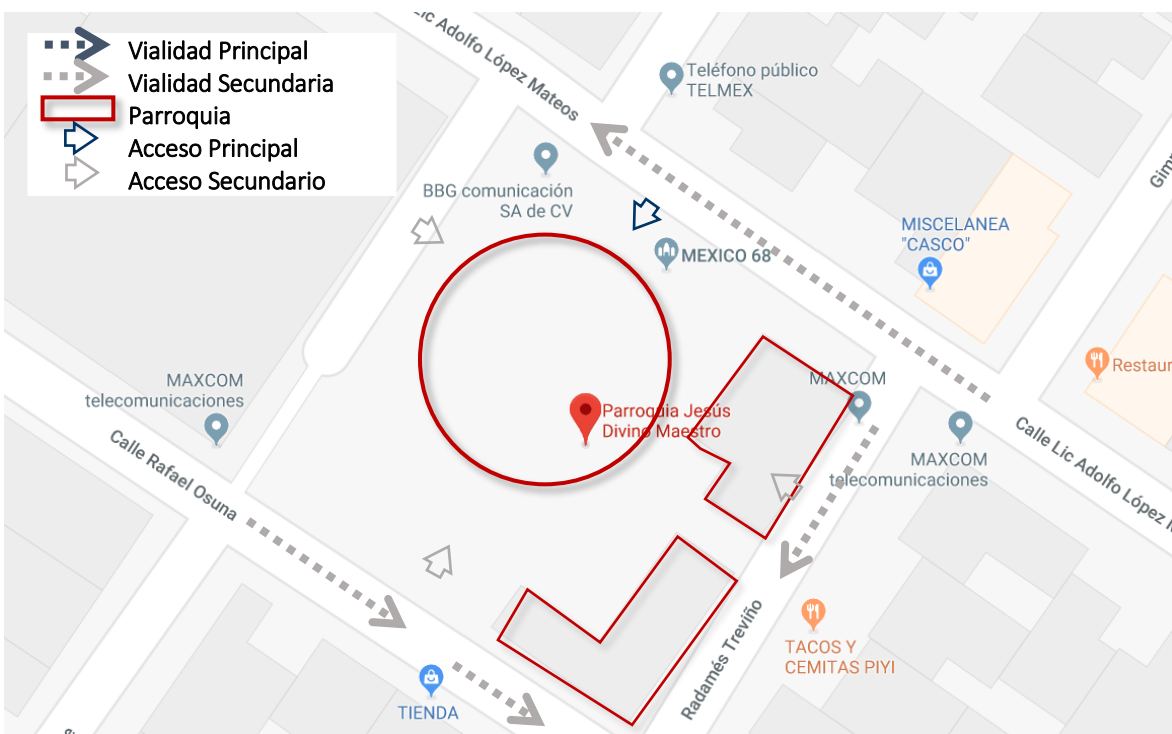 Vialidad Principal
Vialidad Secundaria
Parroquia
Acceso Principal
Acceso Secundario
Lic Adolfo López Mateos
Teléfono público
TELMEX
BBG comunicación
SA de CV
MEXICO 68
MISCELANEA
"CASCO"
Restaur
MAXCOM
telecomunicaciones
MAXCOM
Parroquia Jesús
Divino Maestro
Calle Lic Adolfo López
MAXCOM
telecomunicaciones
Calle Rafael Osuna
Radamés Treviño
TACOS Y
CEMITAS PIYI
TIENDA